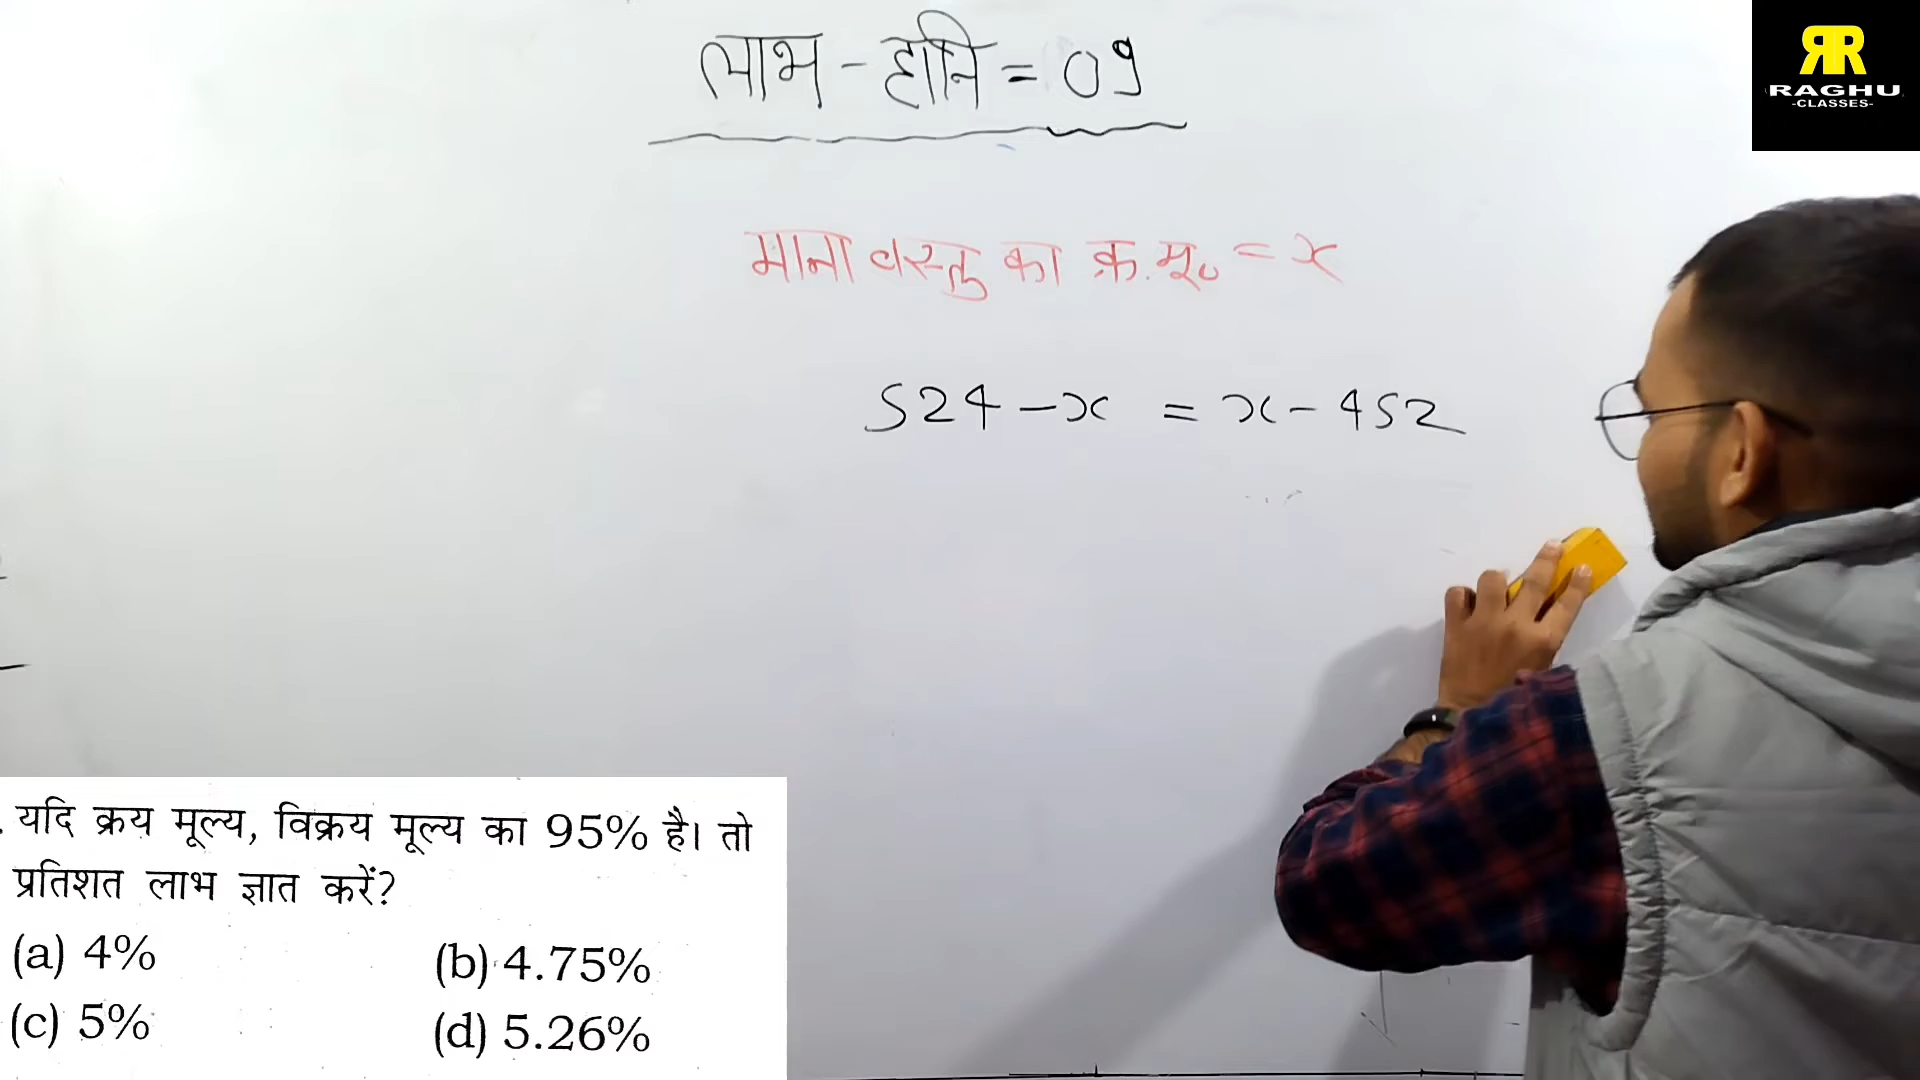 लाभ - हानि = 09
RR
RAGHU
-CLASSES-
माना वस्तु का क्र.मू० = x
524 - x = x - 452
. यदि क्रय मूल्य, विक्रय मूल्य का 95% है। तो
प्रतिशत लाभ ज्ञात करें?
(a) 4% (b) 4.75%
(c) 5% (d) 5.26%